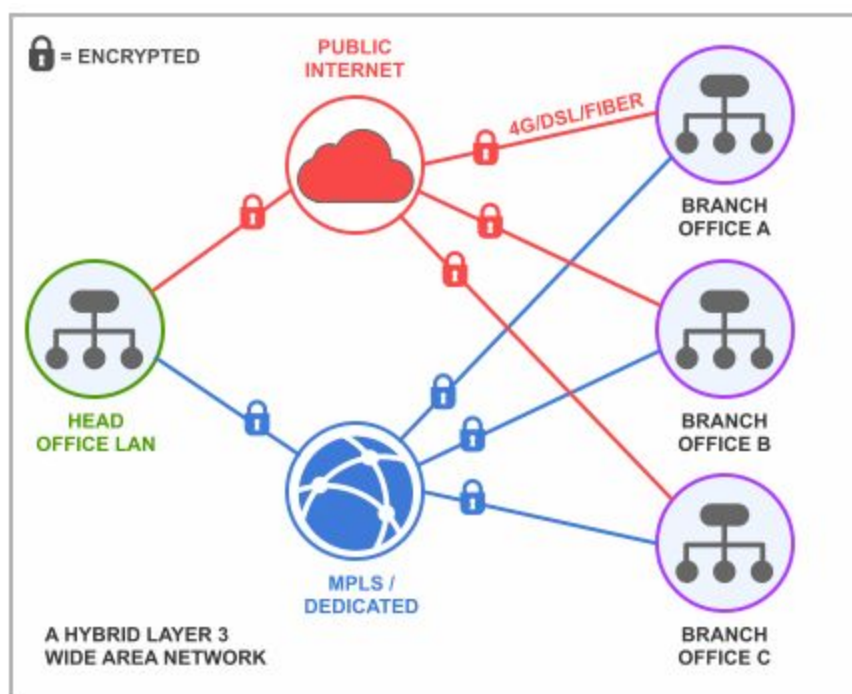 = ENCRYPTED
PUBLIC
INTERNET
4G/DSL/FIBER
BRANCH
OFFICE A
HEAD
OFFICE LAN
BRANCH
OFFICE B
MPLS /
DEDICATED
A HYBRID LAYER 3
WIDE AREA NETWORK
BRANCH
OFFICE C